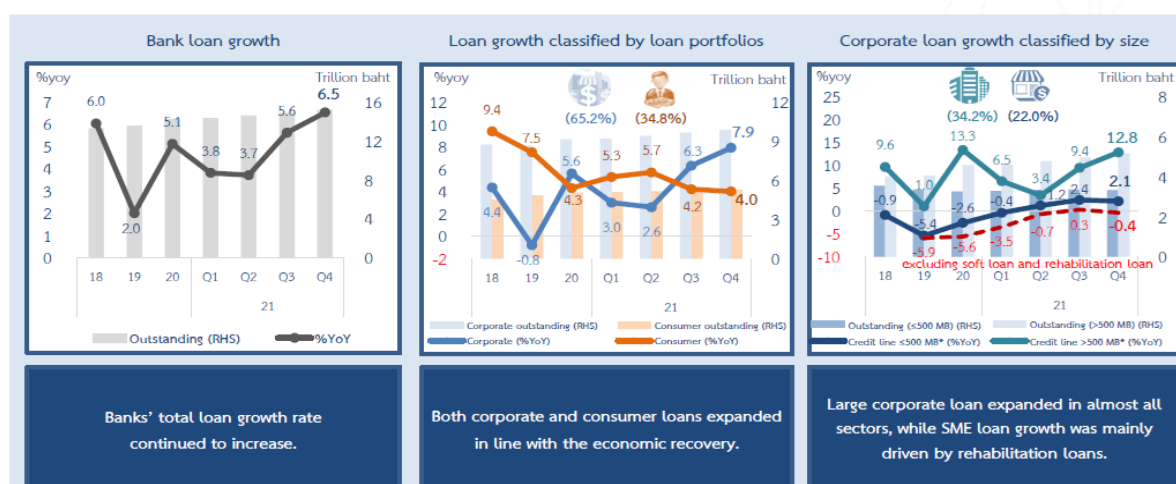 Bank loan growth
%yoy
Trillion baht
7
6
5
4
3
2
1
0
16
12
8
4
0
6.0
2.0
5.1
3.8
3.7
5.6
6.5
18
19
20
Q1
Q2
Q3
Q4
21
Outstanding (RHS)
%YoY
Banks' total loan growth rate
continued to increase.
Loan growth classified by loan portfolios
%yoy
Trillion baht
(65.2%)
(34.8%)
12
10
8
6
4
2
0
-2
12
9
6
3
0
9.4
7.5
4.3
5.3
5.7
4.2
4.0
4.4
-0.8
5.6
3.0
2.6
6.3
7.9
18
19
20
Q1
Q2
Q3
Q4
21
Corporate outstanding (RHS)
Consumer outstanding (RHS)
Corporate (%YoY)
Consumer (%YoY)
Both corporate and consumer loans expanded
in line with the economic recovery.
Corporate loan growth classified by size
%yoy
Trillion baht
(34.2%)
(22.0%)
25
20
15
10
5
0
-5
-10
8
6
4
2
0
9.6
1.0
13.3
6.5
3.4
9.4
12.8
-0.9
-5.4
-2.6
-0.4
1.2
2.4
2.1
-5.9
-5.6
-3.5
-0.7
0.3
-0.4
excluding soft loan and rehabilitation loan
18
19
20
Q1
Q2
Q3
Q4
21
Outstanding (≤500 MB) (RHS)
Outstanding (>500 MB) (RHS)
Credit line ≤500 MB* (%YoY)
Credit line >500 MB* (%YoY)
Large corporate loan expanded in almost all
sectors, while SME loan growth was mainly
driven by rehabilitation loans.